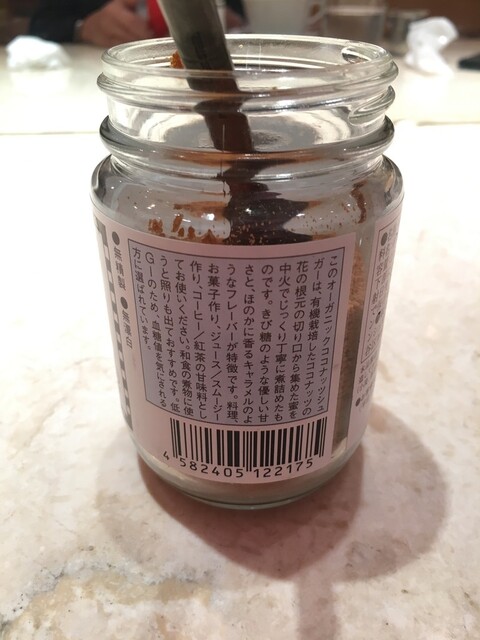 このオーガニックココナッツシュ
ガーは、有機栽培したココナッツの
花の根元の切り口から集めた蜜を
中火でじっくり丁寧に煮詰めたも
のです。きび糖のような優しい甘
さと、ほのかに香るキャラメルのよ
うなフレーバーが特徴です。料理、
お菓子作り、ジュース/スムージー
作り、コーヒー/紅茶の甘味料とし
てお使いください。和食の煮物に使
うと照りも出ておすすめです。低
GIのため、血糖値を気にされる
方に選ばれています。
●無精製 ●無漂白
4 582405 122175